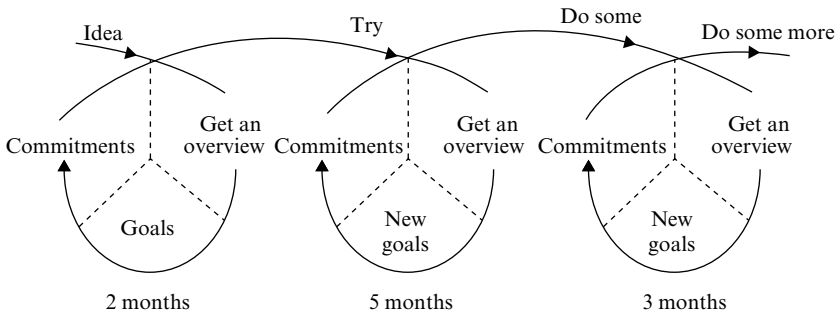 Idea
Try
Do some
Do some more
Commitments
Get an
overview
Commitments
Get an
overview
Commitments
Get an
overview
Goals
New
goals
New
goals
2 months
5 months
3 months